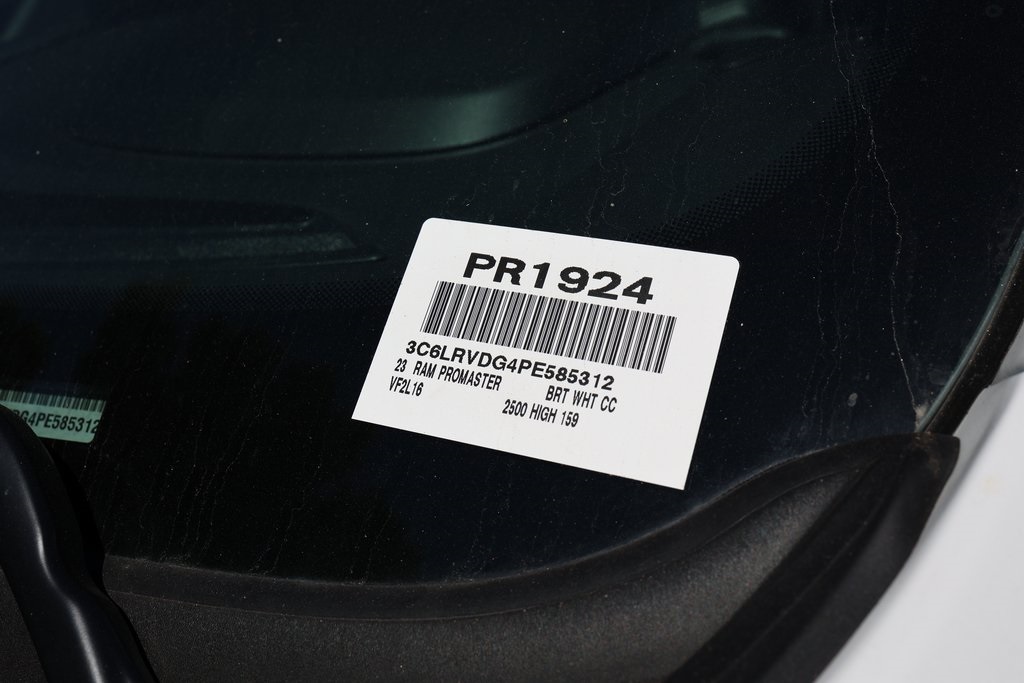 PR1924
3C6LRVDG4PE585312
23 RAM PROMASTER BRT WHT CC
VF2L16 2500 HIGH 159
G4PE585312